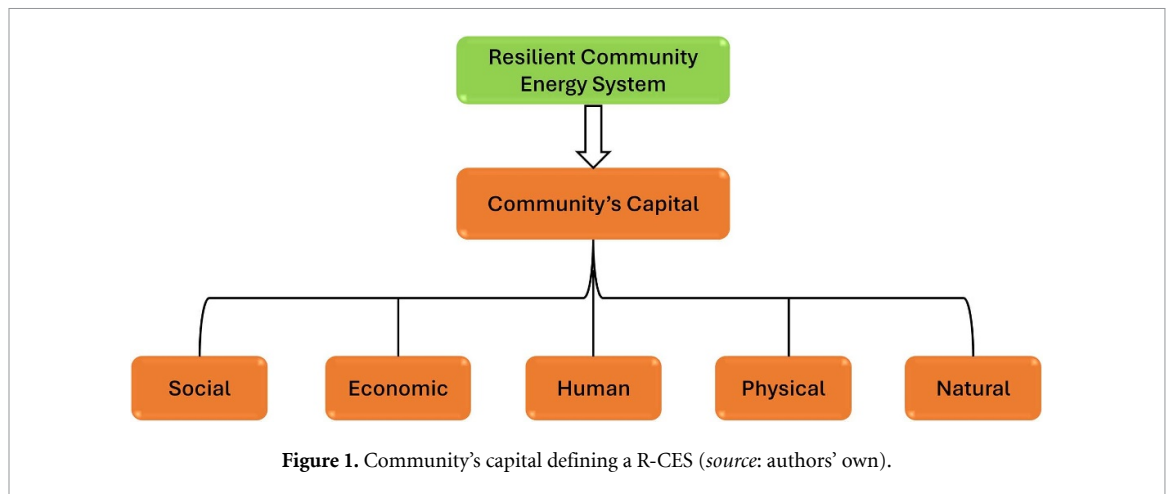 Resilient Community
Energy System
Community's Capital
Social
Economic
Human
Physical
Natural
Figure 1. Community's capital defining a R-CES (source: authors' own).